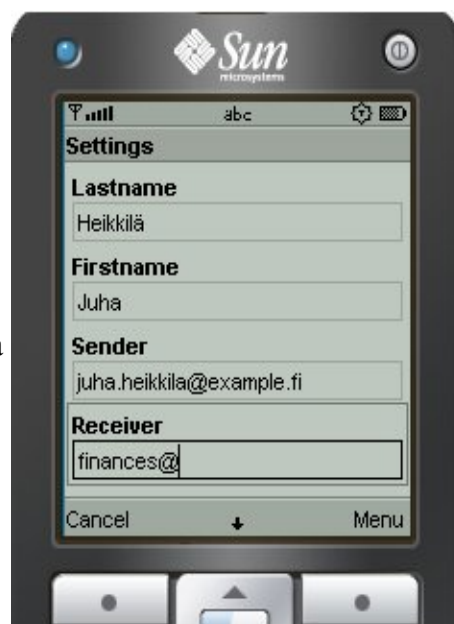 Sun
microsystems
abc
Settings
Lastname
Heikkilä
Firstname
Juha
Sender
juha.heikkila@example.fi
Receiver
finances@
Cancel
Menu